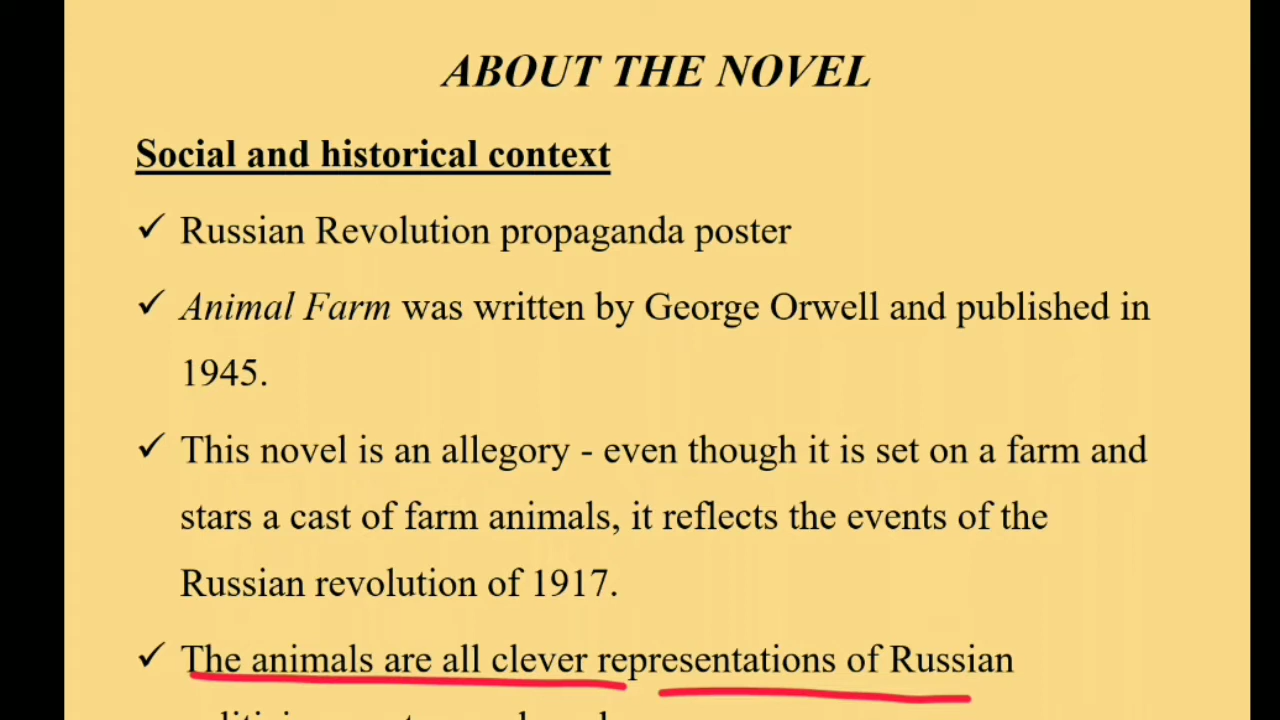 ABOUT THE NOVEL
Social and historical context
✓ Russian Revolution propaganda poster
✓ Animal Farm was written by George Orwell and published in
1945.
✓ This novel is an allegory - even though it is set on a farm and
stars a cast of farm animals, it reflects the events of the
Russian revolution of 1917.
✓ The animals are all clever representations of Russian